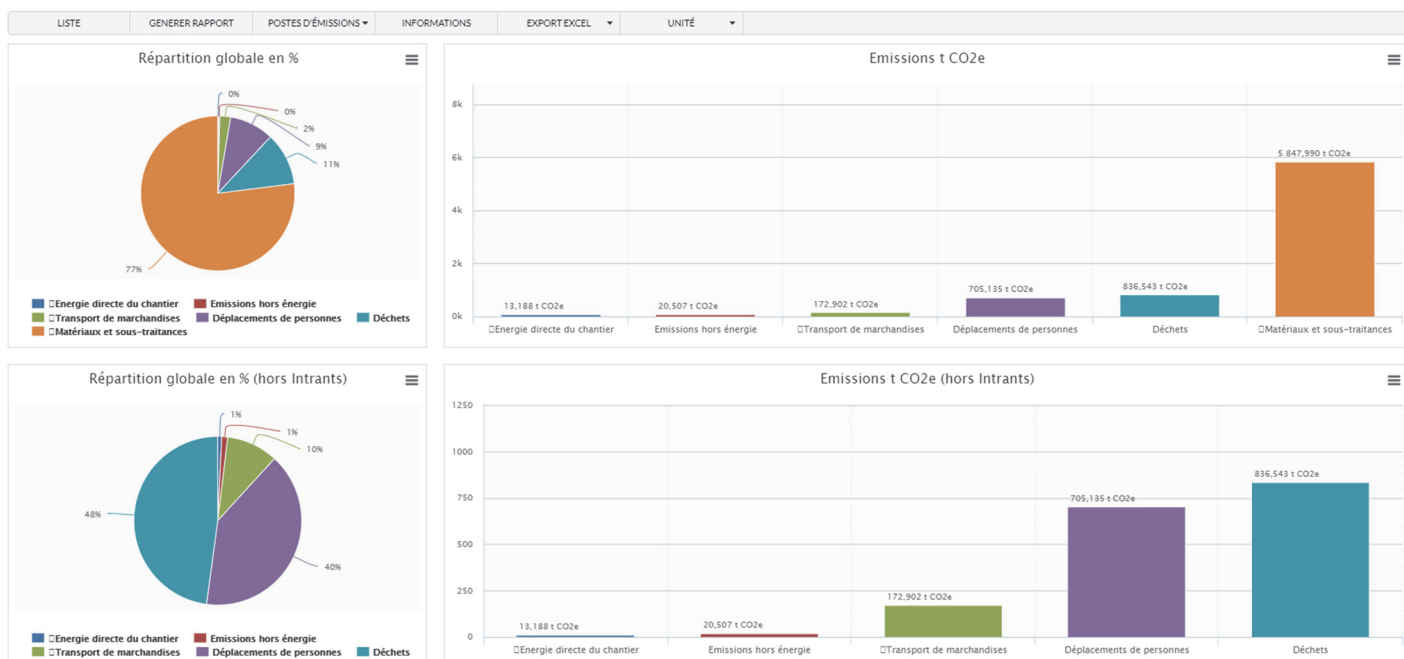 LISTE GENERER RAPPORT POSTES D'ÉMISSIONS INFORMATIONS EXPORT EXCEL UNITÉ
Répartition globale en %
0%
0%
2%
9%
11%
77%
Energie directe du chantier Emissions hors énergie
Transport de marchandises Déplacements de personnes Déchets
Matériaux et sous-traitances
Emissions t CO2e
8k
6k
4k
2k
0k
13,188 t CO2e
20,507 t CO2e
172,902 t CO2e
705,135 t CO2e
836,543 t CO2e
5 847,990 t CO2e
Energie directe du chantier Emissions hors énergie Transport de marchandises Déplacements de personnes Déchets Matériaux et sous-traitances
Répartition globale en % (hors Intrants)
1%
1%
10%
48%
40%
Energie directe du chantier Emissions hors énergie
Transport de marchandises Déplacements de personnes Déchets
Emissions t CO2e (hors Intrants)
1250
1000
750
500
250
0
13,188 t CO2e
20,507 t CO2e
172,902 t CO2e
705,135 t CO2e
836,543 t CO2e
Energie directe du chantier Emissions hors énergie Transport de marchandises Déplacements de personnes Déchets